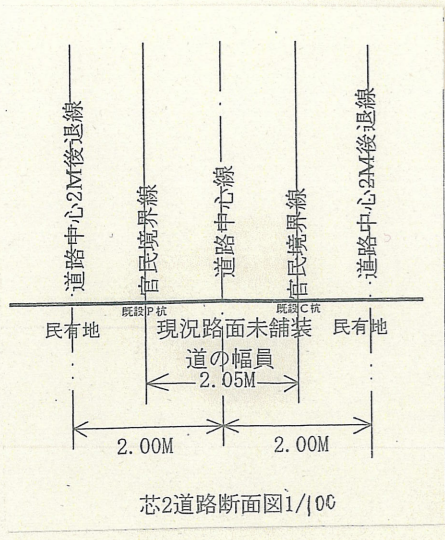 道路中心2M後退線
官民境界線
道路中心線
官民境界線
道路中心2M後退線
既設P杭
既設C杭
民有地
現況路面未舗装
民有地
道の幅員
2.05M
2.00M
2.00M
芯2道路断面図1/100